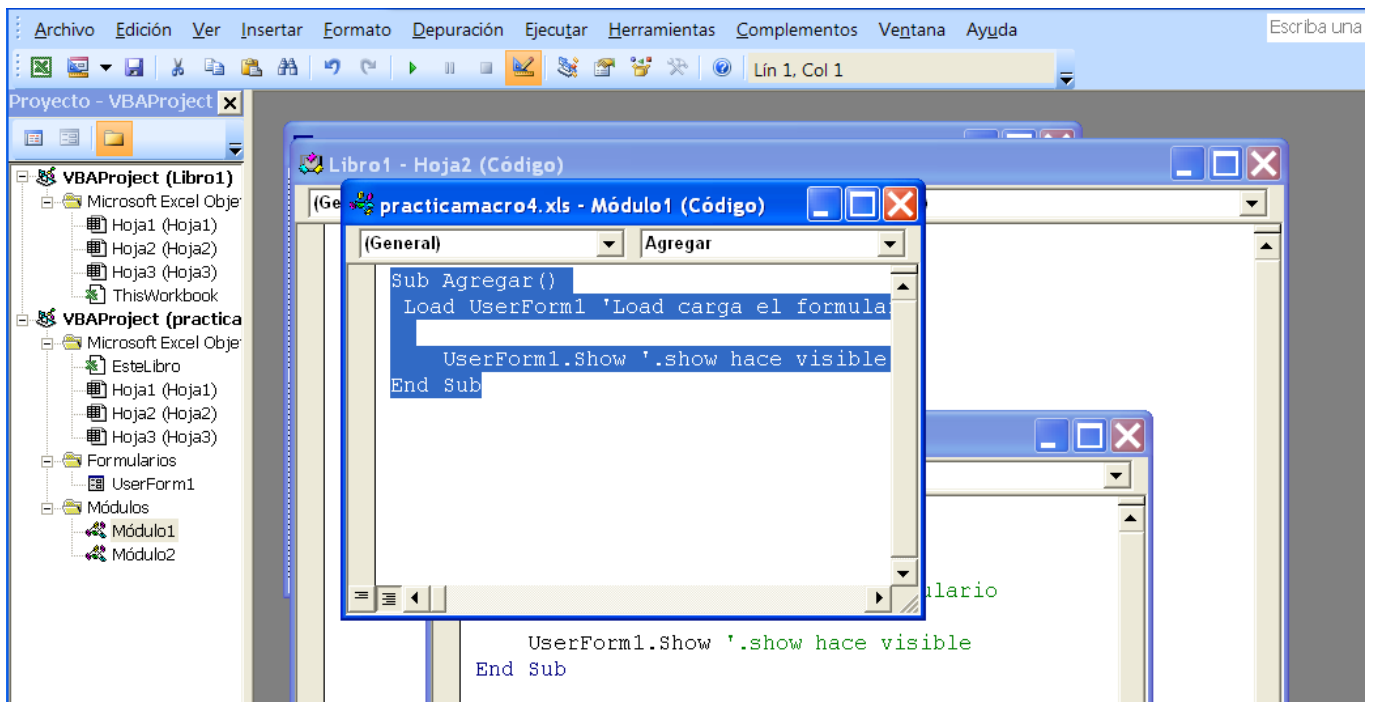 Archivo Edición Ver Insertar Formato Depuración Ejecutar Herramientas Complementos Ventana Ayuda Escriba una
Lín 1, Col 1
Proyecto - VBAProject
VBAProject (Libro1)
Microsoft Excel Obje
Hoja1 (Hoja1)
Hoja2 (Hoja2)
Hoja3 (Hoja3)
ThisWorkbook
VBAProject (practica
Microsoft Excel Obje
EsteLibro
Hoja1 (Hoja1)
Hoja2 (Hoja2)
Hoja3 (Hoja3)
Formularios
UserForm1
Módulos
Módulo1
Módulo2
Libro1 - Hoja2 (Código)
(Ge
practicamacro4.xls - Módulo1 (Código)
(General) Agregar
Sub Agregar()
Load UserForm1 'Load carga el formula
UserForm1.Show '.show hace visible
End Sub
ulario
UserForm1.Show '.show hace visible
End Sub